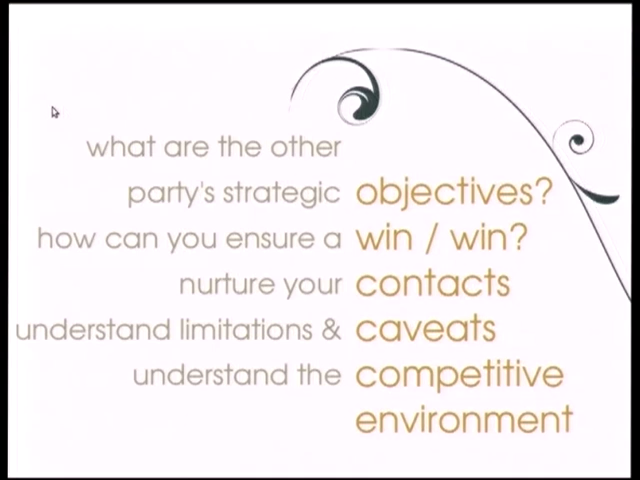 what are the other
party's strategic objectives?
how can you ensure a win / win?
nurture your contacts
understand limitations & caveats
understand the competitive
environment